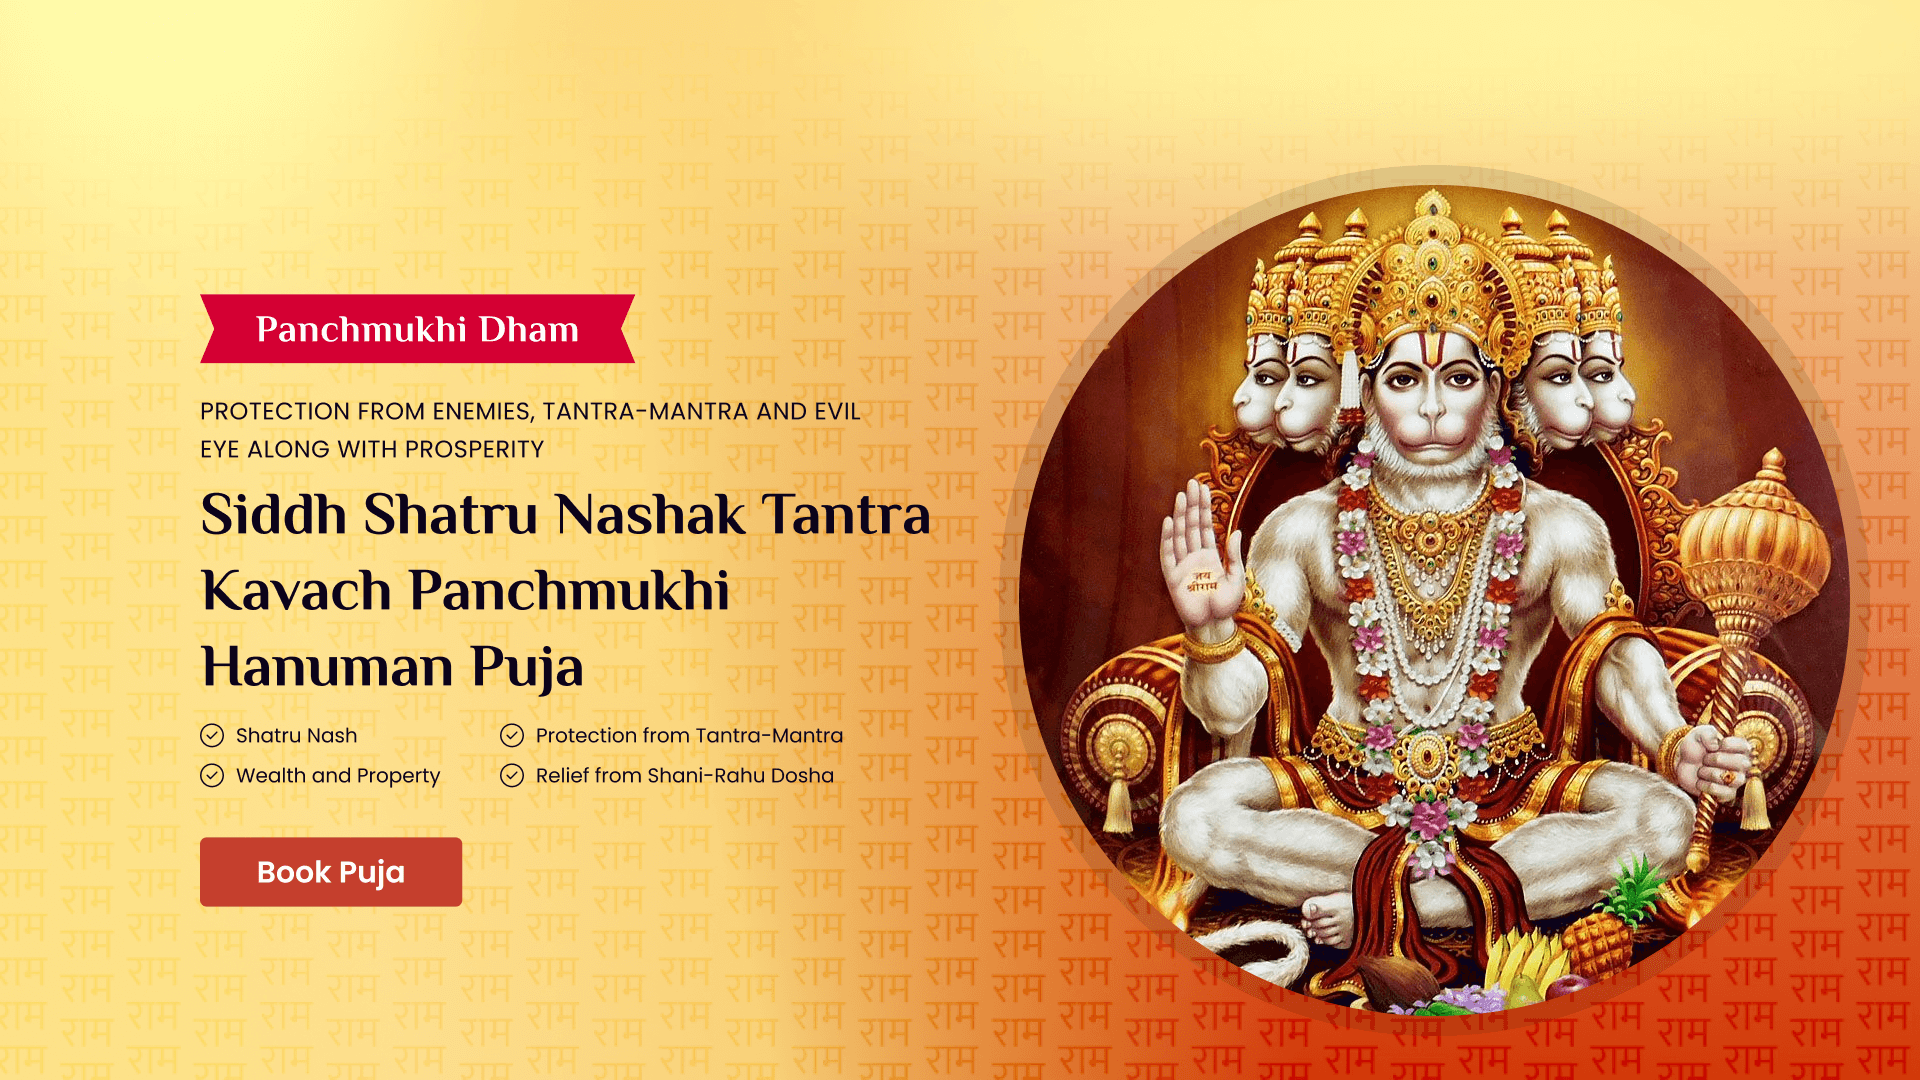 Panchmukhi Dham
PROTECTION FROM ENEMIES, TANTRA-MANTRA AND EVIL
EYE ALONG WITH PROSPERITY
Siddh Shatru Nashak Tantra
Kavach Panchmukhi
Hanuman Puja
Shatru Nash
Protection from Tantra-Mantra
Wealth and Property
Relief from Shani-Rahu Dosha
Book Puja
जय
श्रीराम
राम